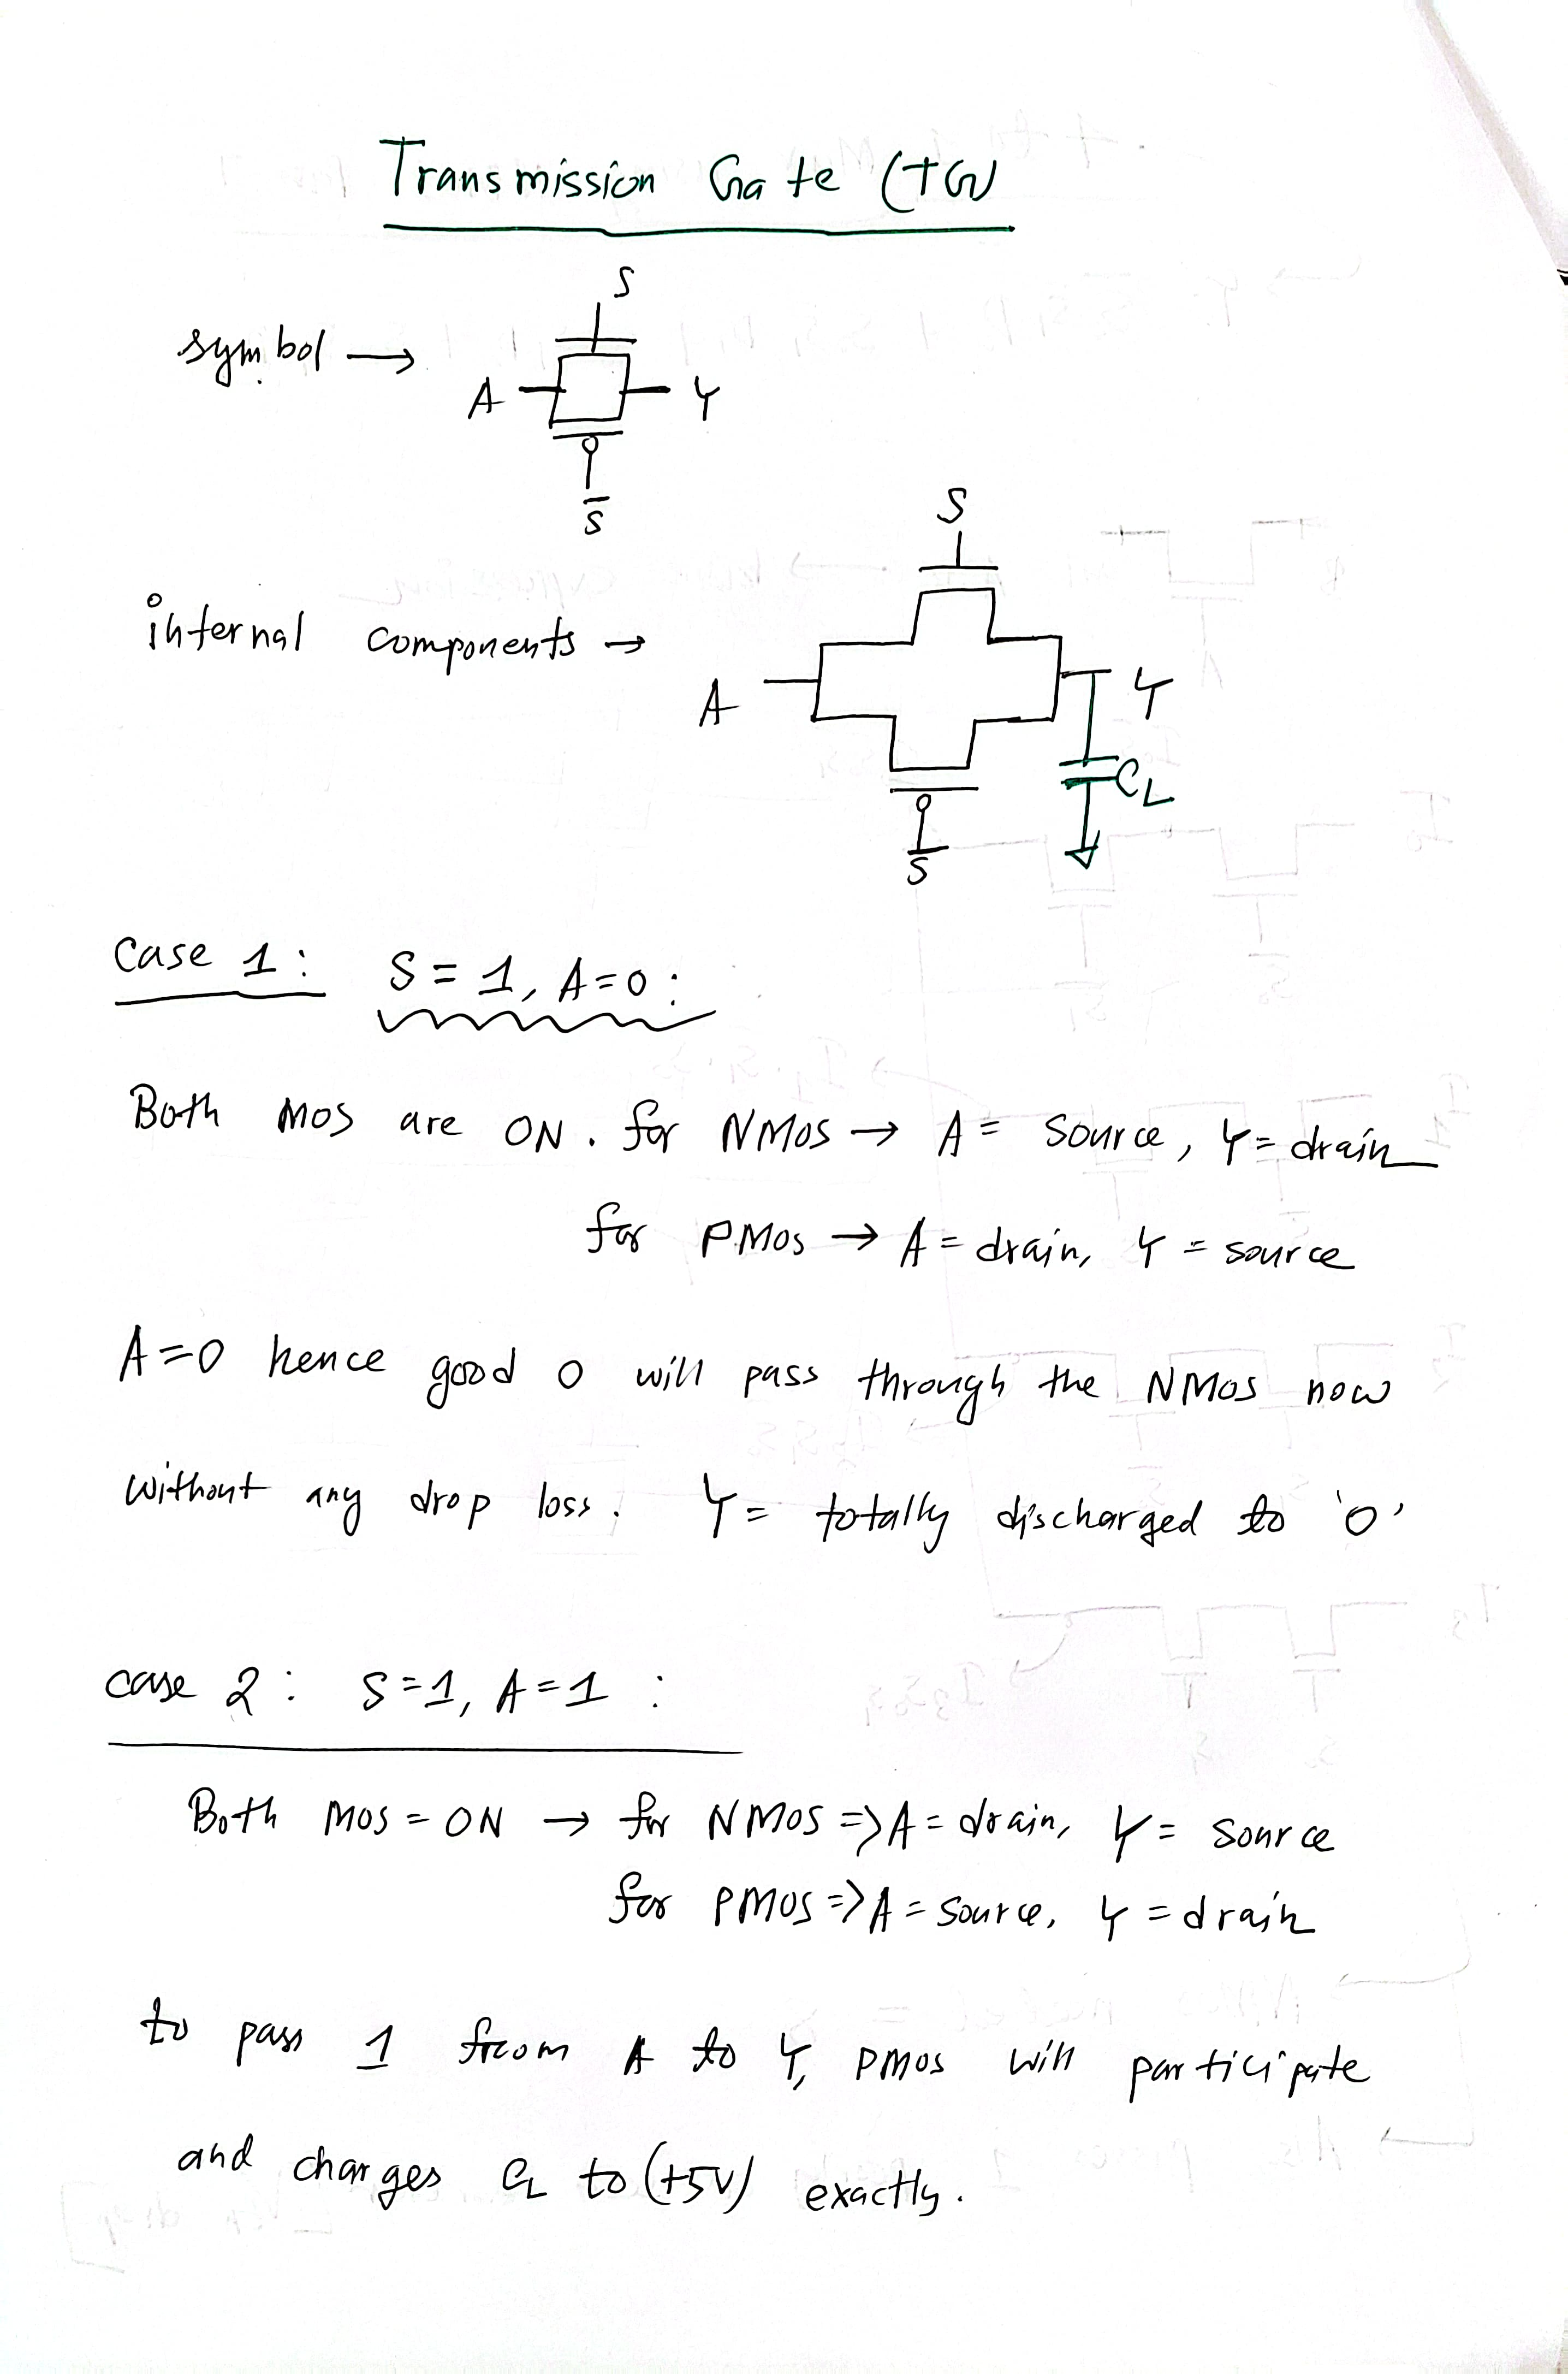 Transmission Gate (TG)
S
symbol →
A Y
S̅
S
internal components →
A Y
CL
S̅
Case 1: S = 1, A=0:
Both MOS are ON. for NMOS → A = Source, Y = drain
for PMOS → A = drain, Y = source
A=0 hence good 0 will pass through the NMOS now
without any drop loss. Y = totally discharged to '0'
case 2: S=1, A=1 :
Both MOS = ON → for NMOS => A = drain, Y = Source
for PMOS => A = Source, Y = drain
to pass 1 from A to Y, PMOS will participate
and charges CL to (+5V) exactly.